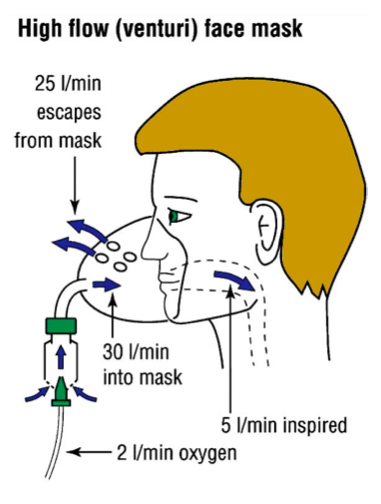 High flow (venturi) face mask
25 l/min
escapes
from mask
30 l/min
into mask
5 l/min inspired
2 l/min oxygen